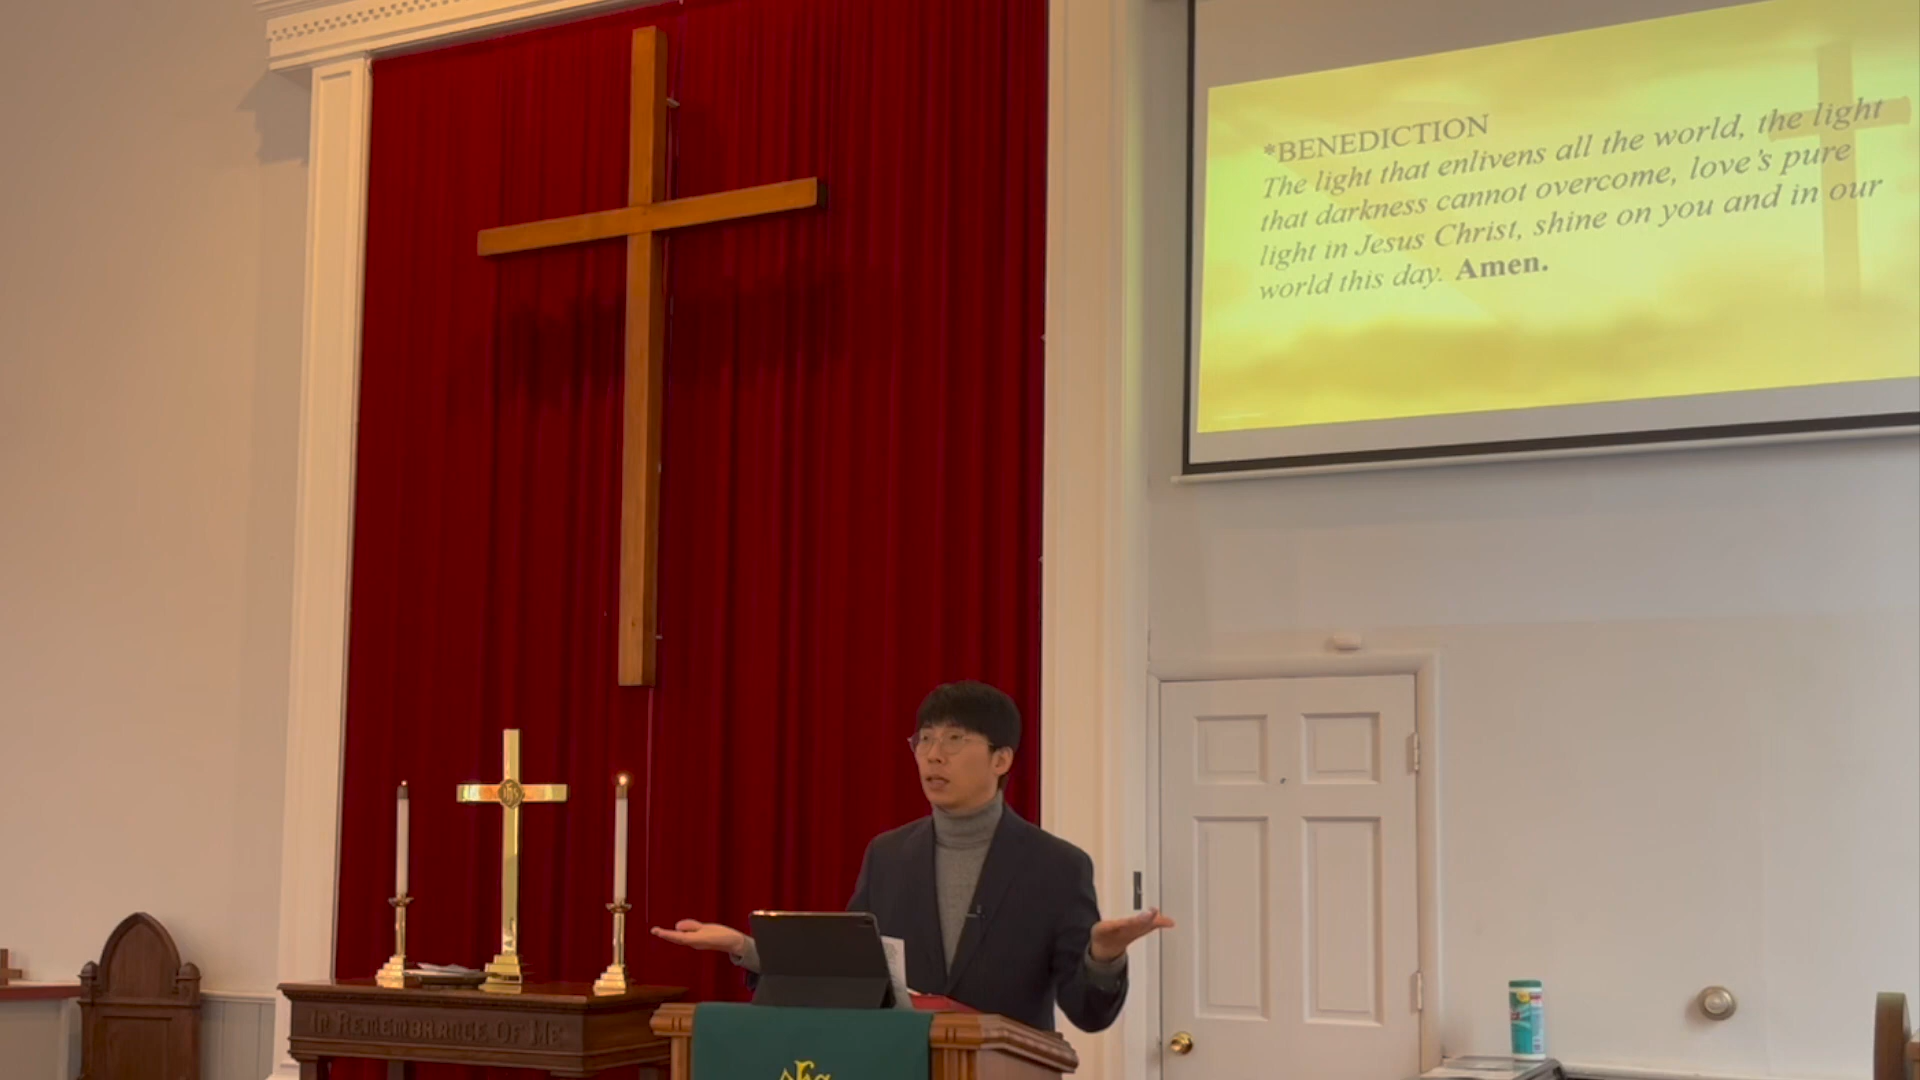 *BENEDICTION
The light that enlivens all the world, the light
that darkness cannot overcome, love's pure
light in Jesus Christ, shine on you and in our
world this day. Amen.
IN REMEMBRANCE OF ME